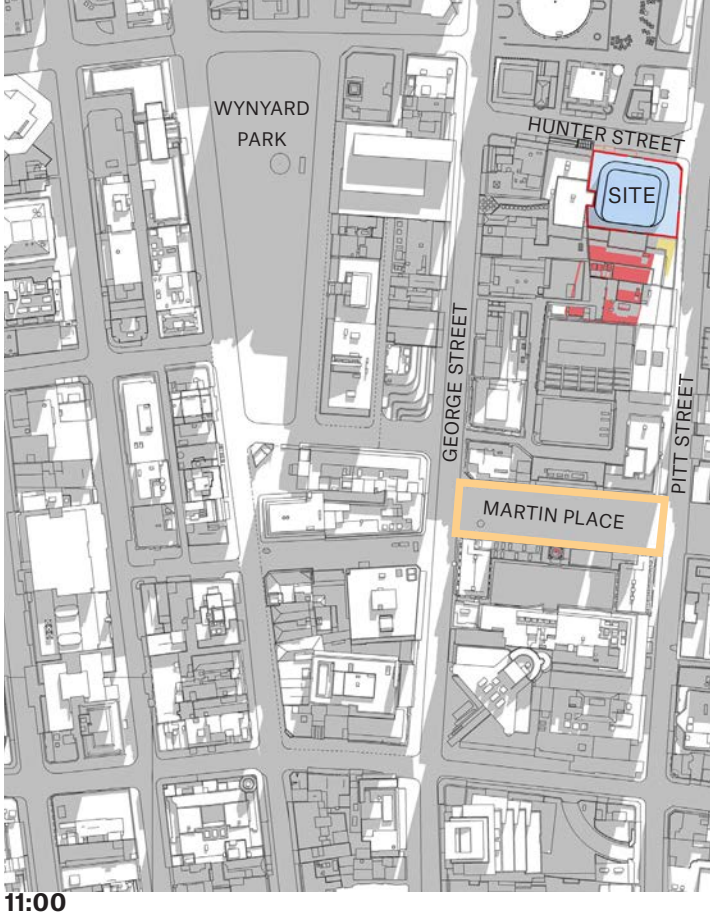 WYNYARD
PARK
HUNTER STREET
SITE
GEORGE STREET
PITT STREET
MARTIN PLACE
11:00